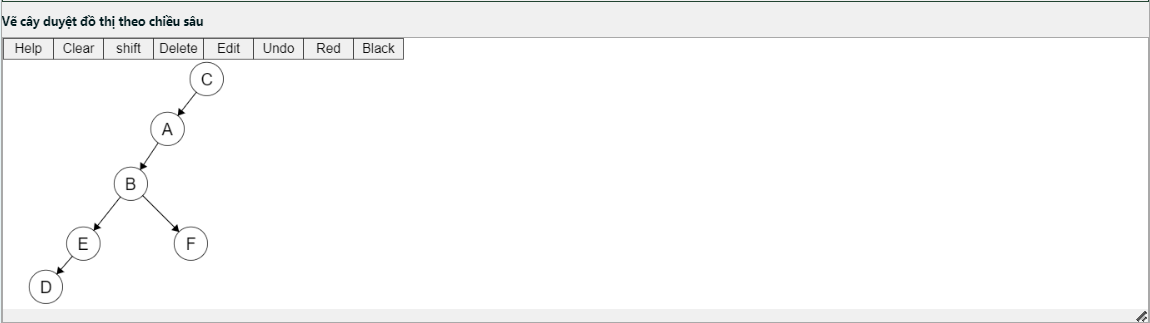 Vẽ cây duyệt đồ thị theo chiều sâu
Help Clear shift Delete Edit Undo Red Black
C
A
B
E F
D